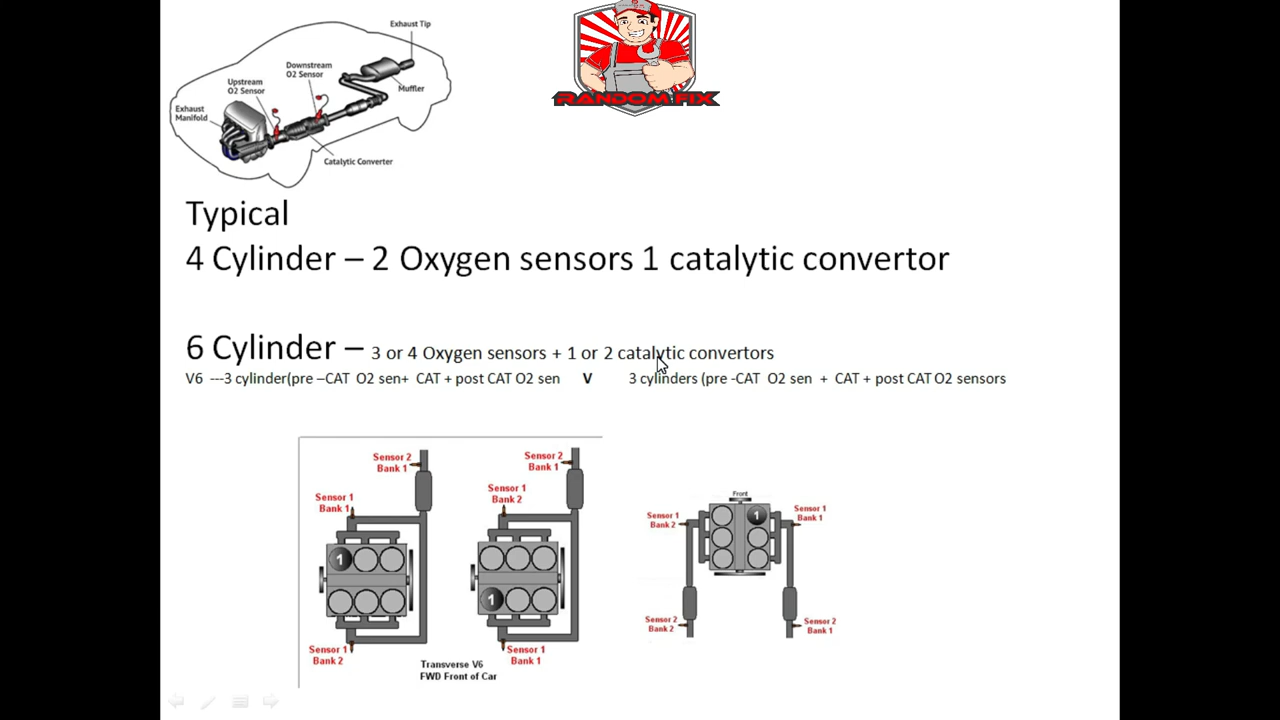 Exhaust Tip
Downstream
O2 Sensor
Upstream
O2 Sensor
Muffler
Exhaust
Manifold
Catalytic Converter
RANDOM FIX
Typical
4 Cylinder – 2 Oxygen sensors 1 catalytic convertor
6 Cylinder – 3 or 4 Oxygen sensors + 1 or 2 catalytic convertors
V6 ---3 cylinder(pre –CAT O2 sen+ CAT + post CAT O2 sen V 3 cylinders (pre -CAT O2 sen + CAT + post CAT O2 sensors
Sensor 2
Bank 1
Sensor 1
Bank 1
1
Sensor 1
Bank 2
Sensor 2
Bank 1
Sensor 1
Bank 2
1
Sensor 1
Bank 1
Transverse V6
FWD Front of Car
Front
Sensor 1
Bank 2
1
Sensor 1
Bank 1
Sensor 2
Bank 2
Sensor 2
Bank 1